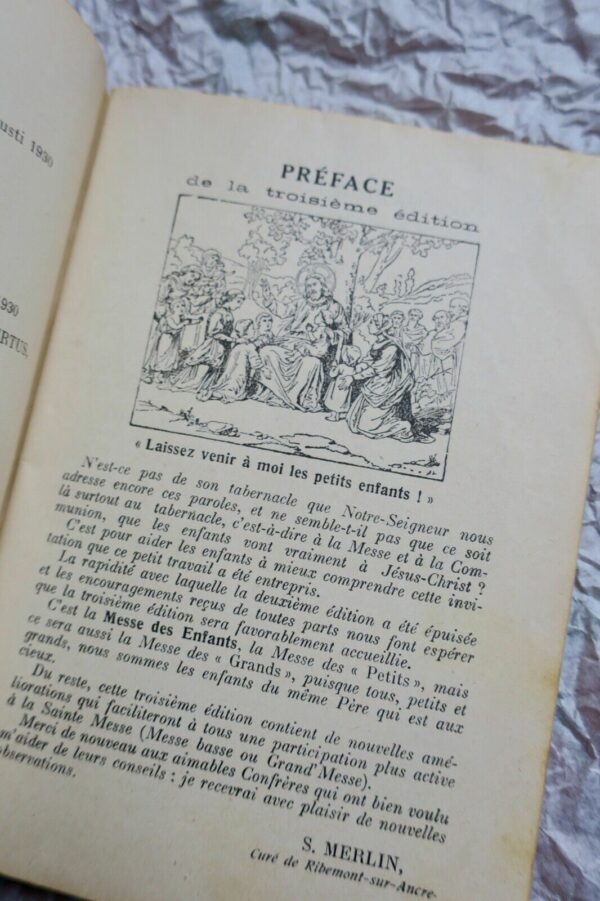 usti 1930
1930
PRÉFACE
de la troisième édition
« Laissez venir à moi les petits enfants ! »
N'est-ce pas de son tabernacle que Notre-Seigneur nous
adresse encore ces paroles, et ne semble-t-il pas que ce soit
là surtout au tabernacle, c'est-à-dire à la Messe et à la Com-
munion, que les enfants vont vraiment à Jésus-Christ ?
C'est pour aider les enfants à mieux comprendre cette invi-
tation que ce petit travail a été entrepris.
La rapidité avec laquelle la deuxième édition a été épuisée
et les encouragements reçus de toutes parts nous font espérer
que la troisième édition sera favorablement accueillie.
C'est la Messe des Enfants, la Messe des « Petits », mais
ce sera aussi la Messe des « Grands », puisque tous, petits et
grands, nous sommes les enfants du même Père qui est aux
cieux.
Du reste, cette troisième édition contient de nouvelles amé-
liorations qui faciliteront à tous une participation plus active
à la Sainte Messe (Messe basse ou Grand'Messe).
Merci de nouveau aux aimables Confrères qui ont bien voulu
m'aider de leurs conseils : je recevrai avec plaisir de nouvelles
observations.
S. MERLIN,
Curé de Ribemont-sur-Ancre.